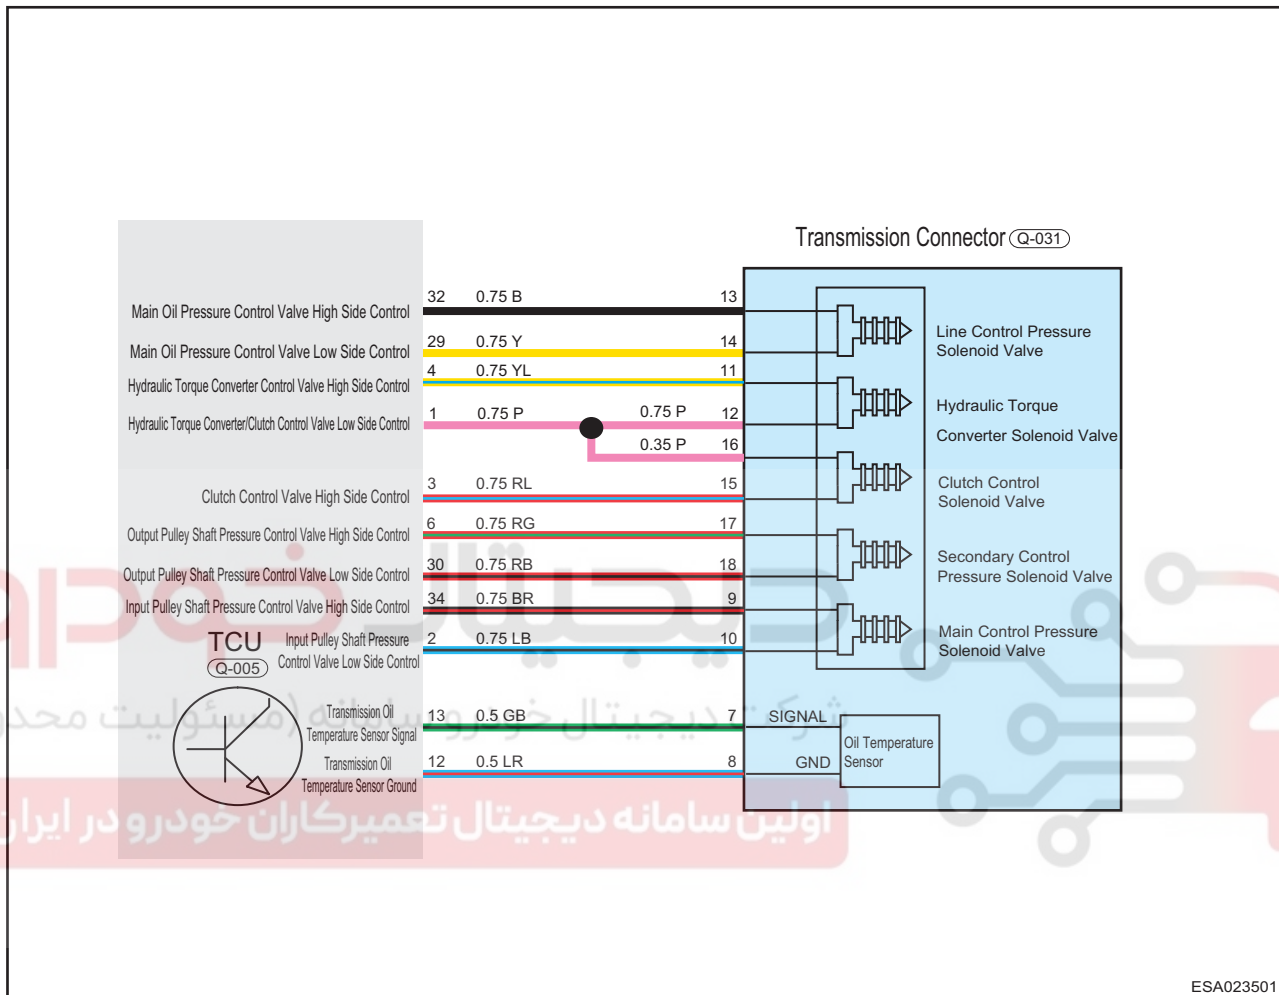 Transmission Connector Q-031
Main Oil Pressure Control Valve High Side Control
32 0.75 B 13
Line Control Pressure
Solenoid Valve
Main Oil Pressure Control Valve Low Side Control
29 0.75 Y 14
Hydraulic Torque Converter Control Valve High Side Control
4 0.75 YL 11
Hydraulic Torque
Converter Solenoid Valve
Hydraulic Torque Converter/Clutch Control Valve Low Side Control
1 0.75 P 0.75 P 12
0.35 P 16
Clutch Control Valve High Side Control
3 0.75 RL 15
Clutch Control
Solenoid Valve
Output Pulley Shaft Pressure Control Valve High Side Control
6 0.75 RG 17
Output Pulley Shaft Pressure Control Valve Low Side Control
30 0.75 RB 18
Secondary Control
Pressure Solenoid Valve
Input Pulley Shaft Pressure Control Valve High Side Control
34 0.75 BR 9
TCU
Q-005
Input Pulley Shaft Pressure
Control Valve Low Side Control
2 0.75 LB 10
Main Control Pressure
Solenoid Valve
Transmission Oil
Temperature Sensor Signal
13 0.5 GB 7
SIGNAL
Transmission Oil
Temperature Sensor Ground
12 0.5 LR 8
GND
Oil Temperature
Sensor
دیجیتال خودرو
شرکت دیجیتال خودرو سامانه (مسئولیت محدو
اولین سامانه دیجیتال تعمیرکاران خودرو در ایران
ESA023501